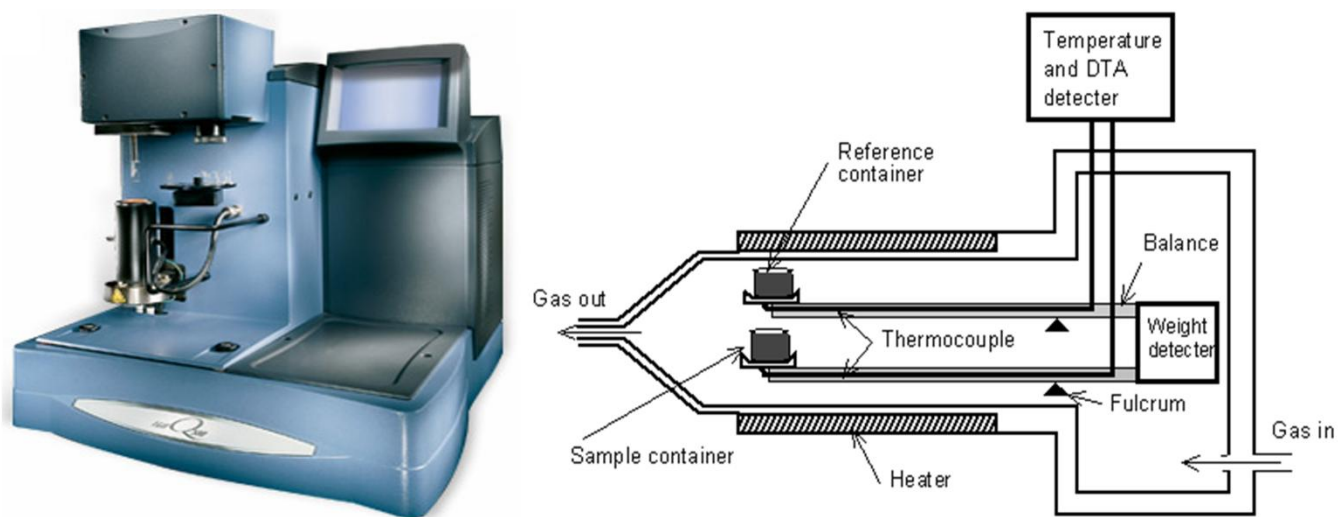 Temperature
and DTA
detecter
Reference
container
Balance
Gas out
Thermocouple
Weight
detecter
Fulcrum
Sample container
Heater
Gas in